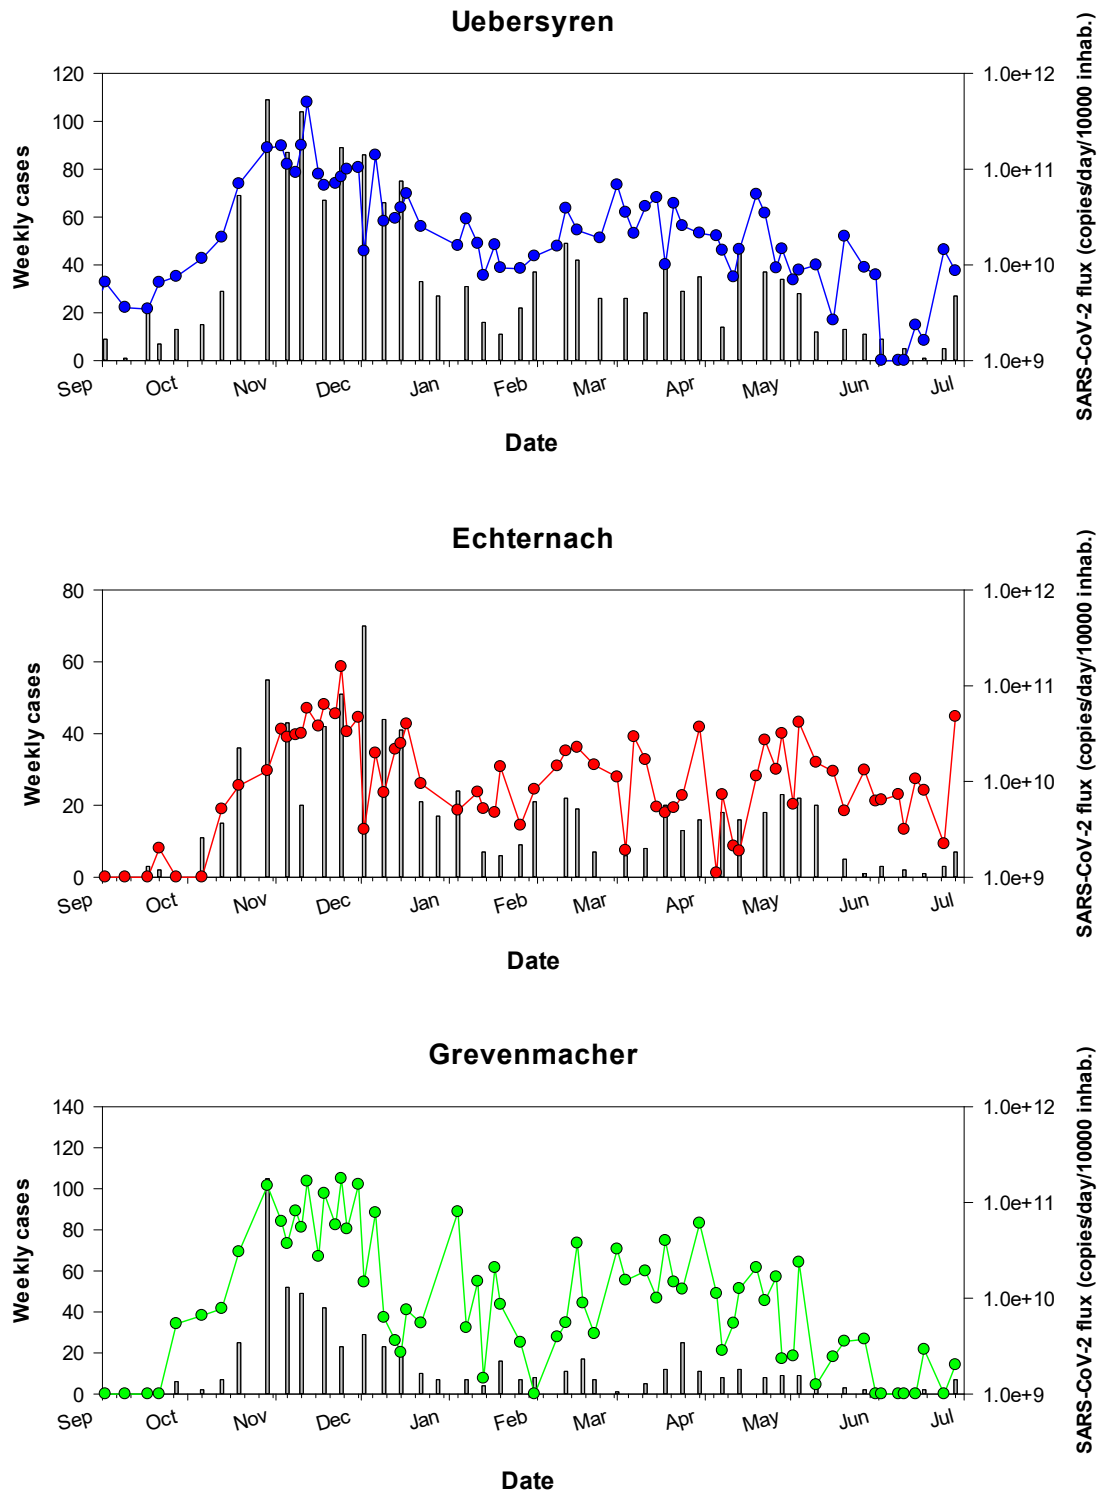 Uebersyren
120
100
80
60
40
20
0
Weekly cases
1.0e+12
1.0e+11
1.0e+10
1.0e+9
SARS-CoV-2 flux (copies/day/10000 inhab.)
Sep Oct Nov Dec Jan Feb Mar Apr May Jun Jul
Date
Echternach
80
60
40
20
0
Weekly cases
1.0e+12
1.0e+11
1.0e+10
1.0e+9
SARS-CoV-2 flux (copies/day/10000 inhab.)
Sep Oct Nov Dec Jan Feb Mar Apr May Jun Jul
Date
Grevenmacher
140
120
100
80
60
40
20
0
Weekly cases
1.0e+12
1.0e+11
1.0e+10
1.0e+9
SARS-CoV-2 flux (copies/day/10000 inhab.)
Sep Oct Nov Dec Jan Feb Mar Apr May Jun Jul
Date